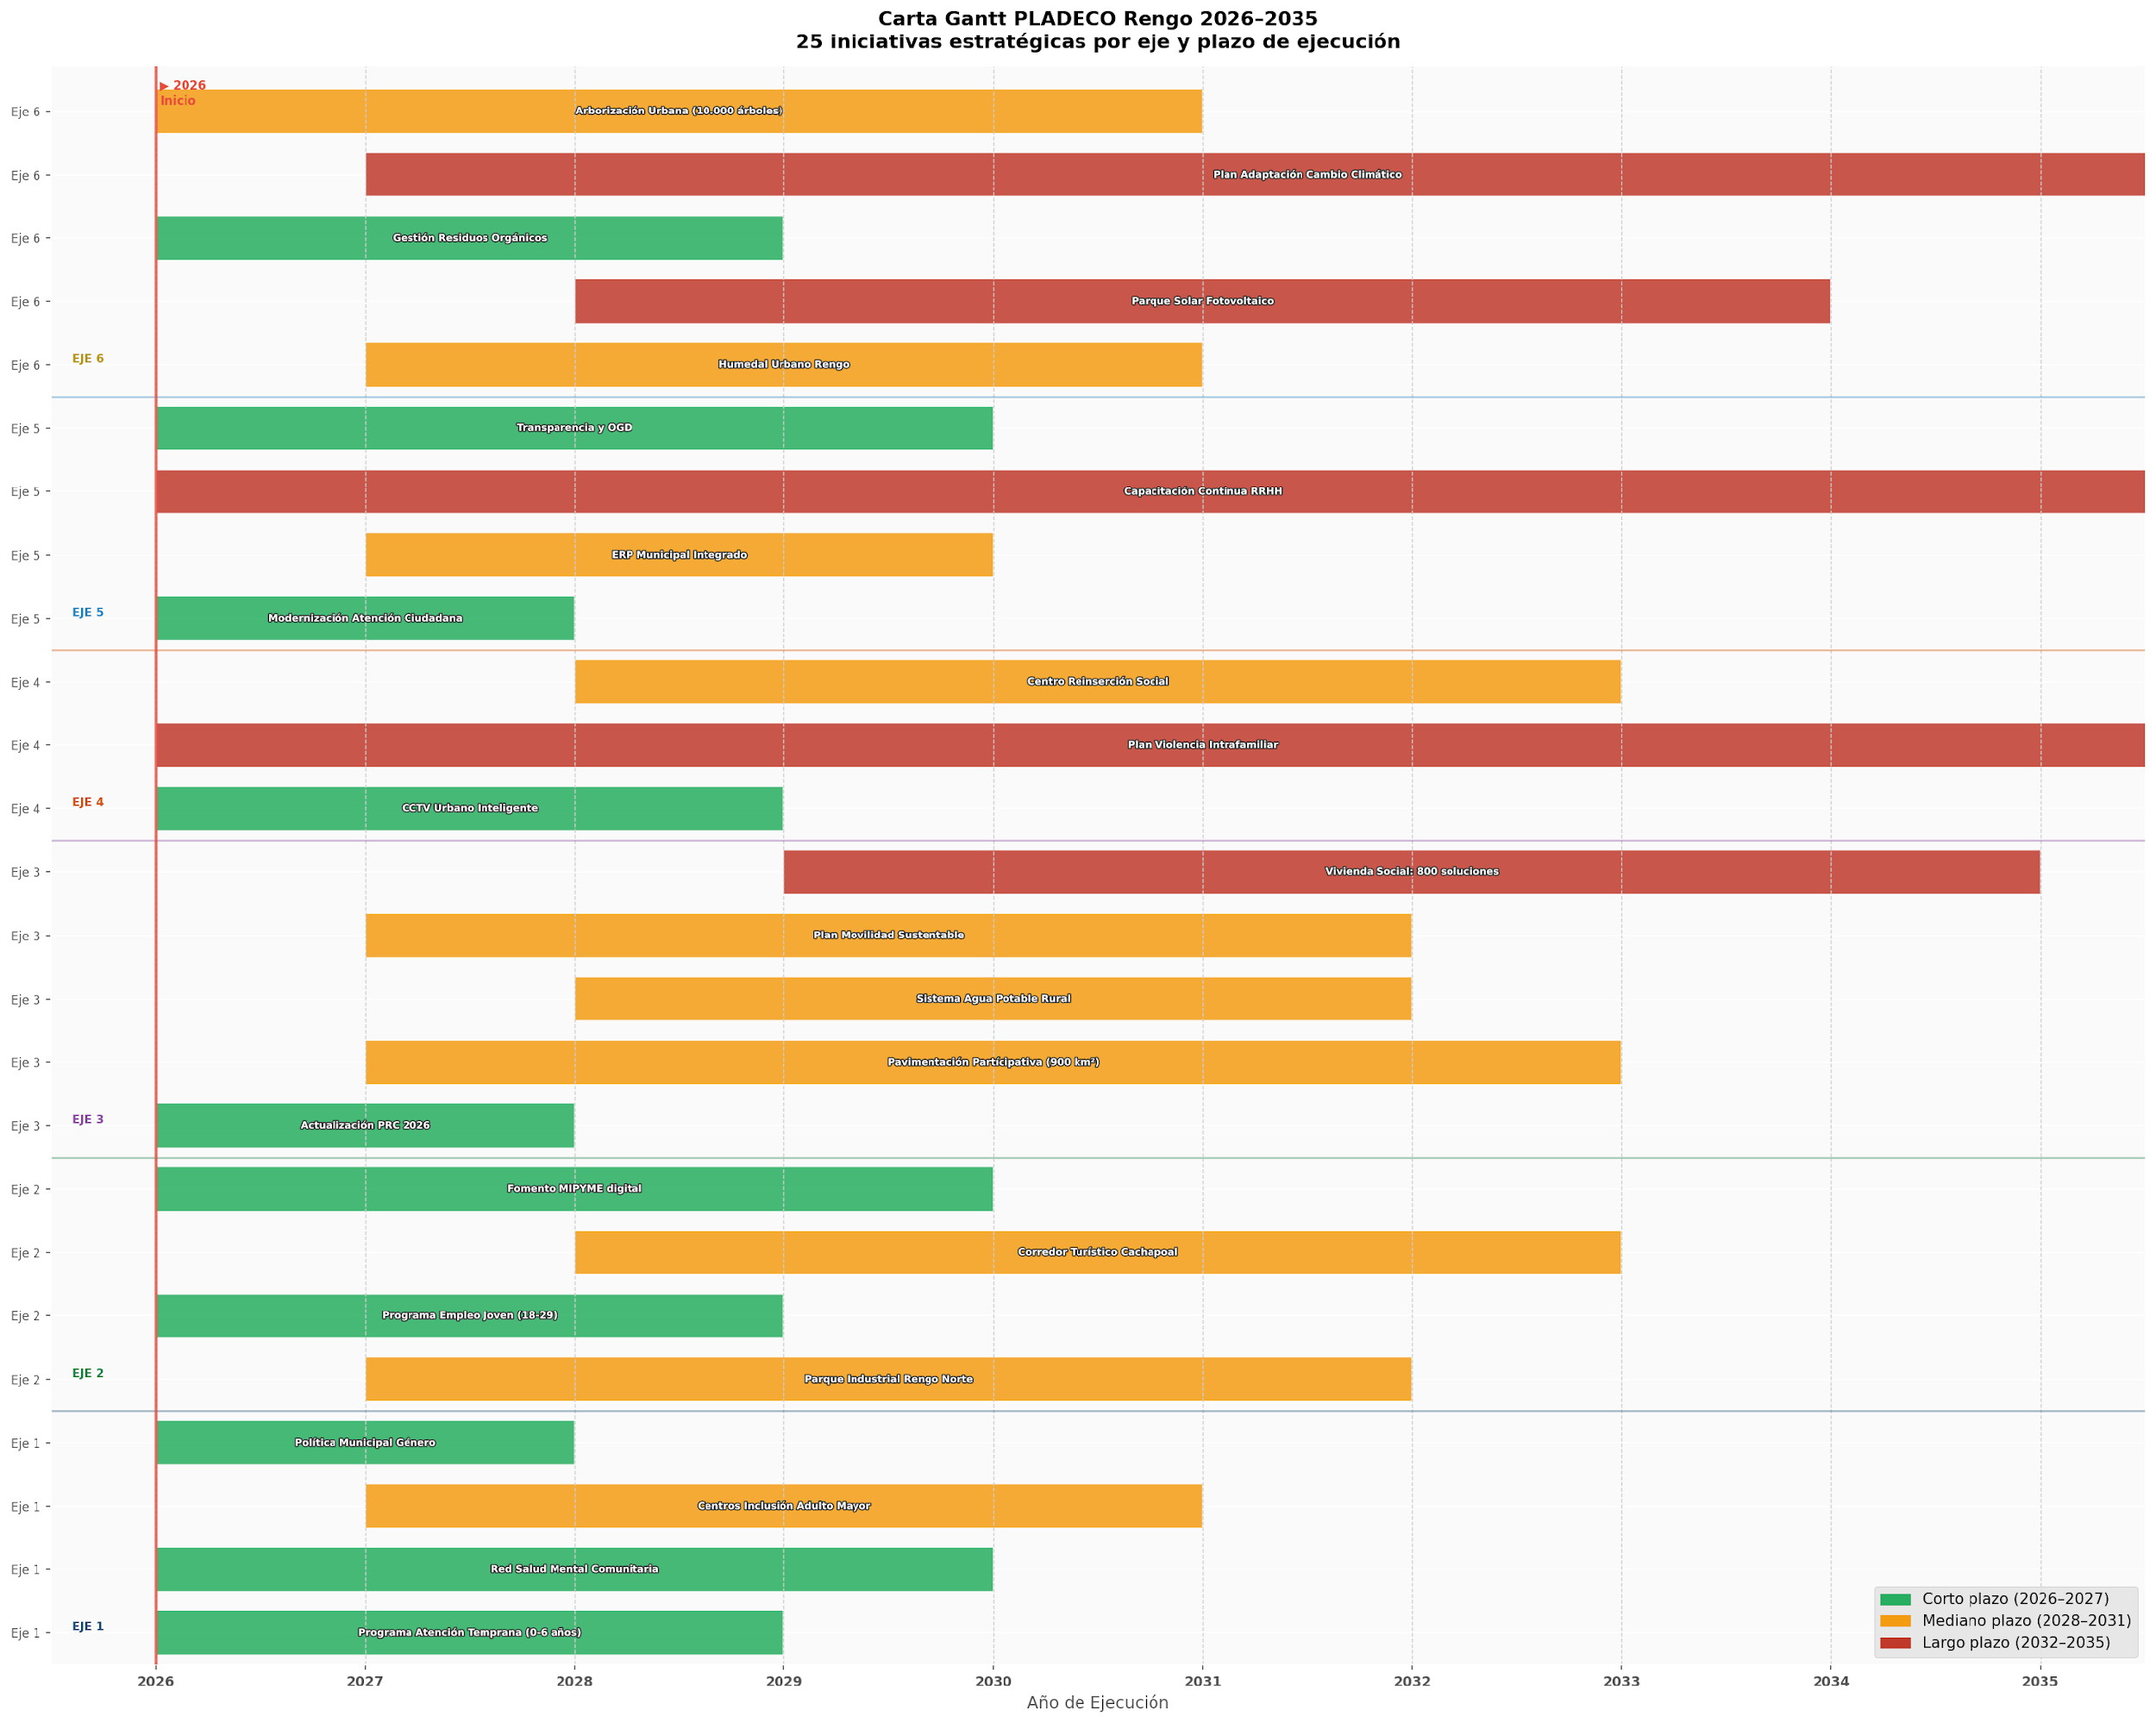 Carta Gantt PLADECO Rengo 2026–2035
25 iniciativas estratégicas por eje y plazo de ejecución
▶ 2026
Inicio
Eje 6
Arborización Urbana (10.000 árboles)
Eje 6
Plan Adaptación Cambio Climático
Eje 6
Gestión Residuos Orgánicos
Eje 6
Parque Solar Fotovoltaico
EJE 6
Eje 6
Humedal Urbano Rengo
Eje 5
Transparencia y OGD
Eje 5
Capacitación Continua RRHH
Eje 5
ERP Municipal Integrado
EJE 5
Eje 5
Modernización Atención Ciudadana
Eje 4
Centro Reinserción Social
Eje 4
Plan Violencia Intrafamiliar
EJE 4
Eje 4
CCTV Urbano Inteligente
Eje 3
Vivienda Social: 800 soluciones
Eje 3
Plan Movilidad Sustentable
Eje 3
Sistema Agua Potable Rural
Eje 3
Pavimentación Participativa (900 km²)
EJE 3
Eje 3
Actualización PRC 2026
Eje 2
Fomento MIPYME digital
Eje 2
Corredor Turístico Cachapoal
Eje 2
Programa Empleo Joven (18-29)
EJE 2
Eje 2
Parque Industrial Rengo Norte
Eje 1
Política Municipal Género
Eje 1
Centros Inclusión Adulto Mayor
Eje 1
Red Salud Mental Comunitaria
EJE 1
Eje 1
Programa Atención Temprana (0-6 años)
Corto plazo (2026–2027)
Mediano plazo (2028–2031)
Largo plazo (2032–2035)
2026 2027 2028 2029 2030 2031 2032 2033 2034 2035
Año de Ejecución